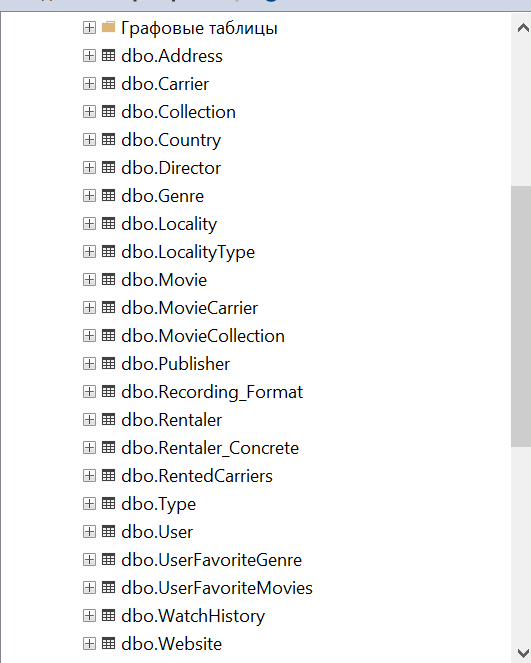 Графовые таблицы
dbo.Address
dbo.Carrier
dbo.Collection
dbo.Country
dbo.Director
dbo.Genre
dbo.Locality
dbo.LocalityType
dbo.Movie
dbo.MovieCarrier
dbo.MovieCollection
dbo.Publisher
dbo.Recording_Format
dbo.Rentaler
dbo.Rentaler_Concrete
dbo.RentedCarriers
dbo.Type
dbo.User
dbo.UserFavoriteGenre
dbo.UserFavoriteMovies
dbo.WatchHistory
dbo.Website